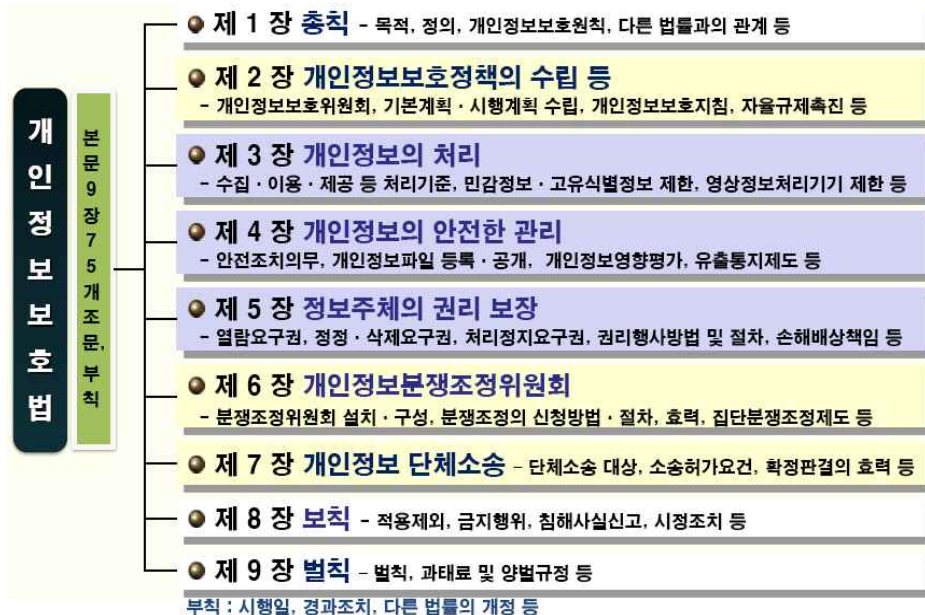 개인정보보호법
본문9장75개조문, 부칙
제 1 장 총칙 - 목적, 정의, 개인정보보호원칙, 다른 법률과의 관계 등
제 2 장 개인정보보호정책의 수립 등
- 개인정보보호위원회, 기본계획 · 시행계획 수립, 개인정보보호지침, 자율규제촉진 등
제 3 장 개인정보의 처리
- 수집 · 이용 · 제공 등 처리기준, 민감정보 · 고유식별정보 제한, 영상정보처리기기 제한 등
제 4 장 개인정보의 안전한 관리
- 안전조치의무, 개인정보파일 등록 · 공개, 개인정보영향평가, 유출통지제도 등
제 5 장 정보주체의 권리 보장
- 열람요구권, 정정 · 삭제요구권, 처리정지요구권, 권리행사방법 및 절차, 손해배상책임 등
제 6 장 개인정보분쟁조정위원회
- 분쟁조정위원회 설치 · 구성, 분쟁조정의 신청방법 · 절차, 효력, 집단분쟁조정제도 등
제 7 장 개인정보 단체소송 - 단체소송 대상, 소송허가요건, 확정판결의 효력 등
제 8 장 보칙 - 적용제외, 금지행위, 침해사실신고, 시정조치 등
제 9 장 벌칙 - 벌칙, 과태료 및 양벌규정 등
부칙 : 시행일, 경과조치, 다른 법률의 개정 등